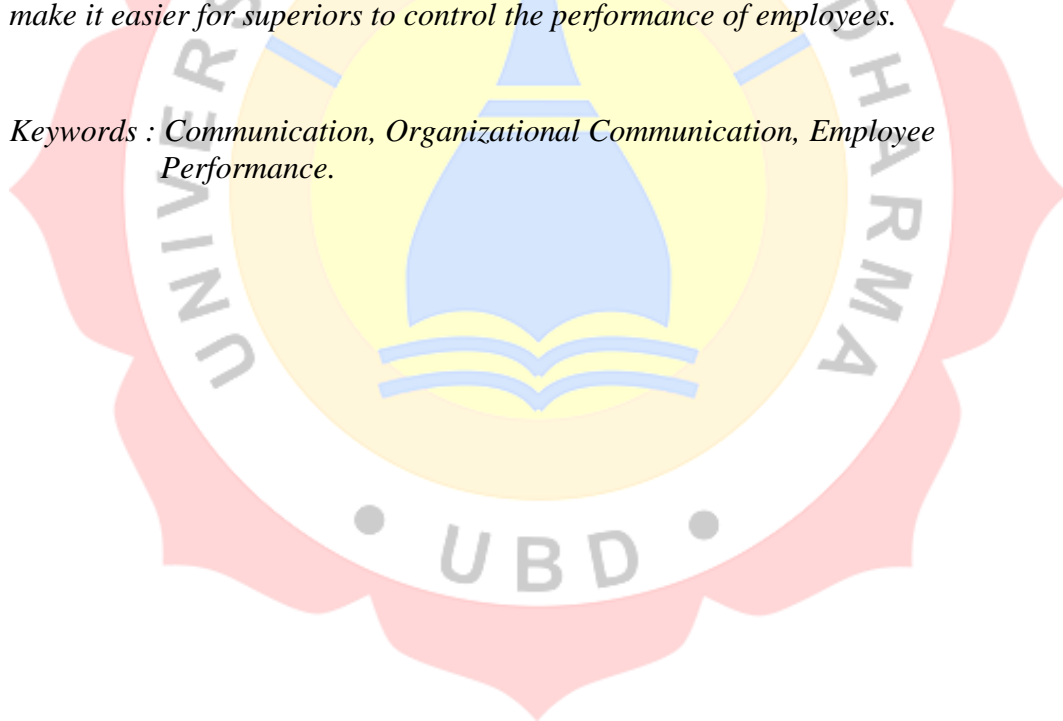 make it easier for superiors to control the performance of employees.
Keywords : Communication, Organizational Communication, Employee
Performance.
UNIVERS
DHARMA
• UBD •